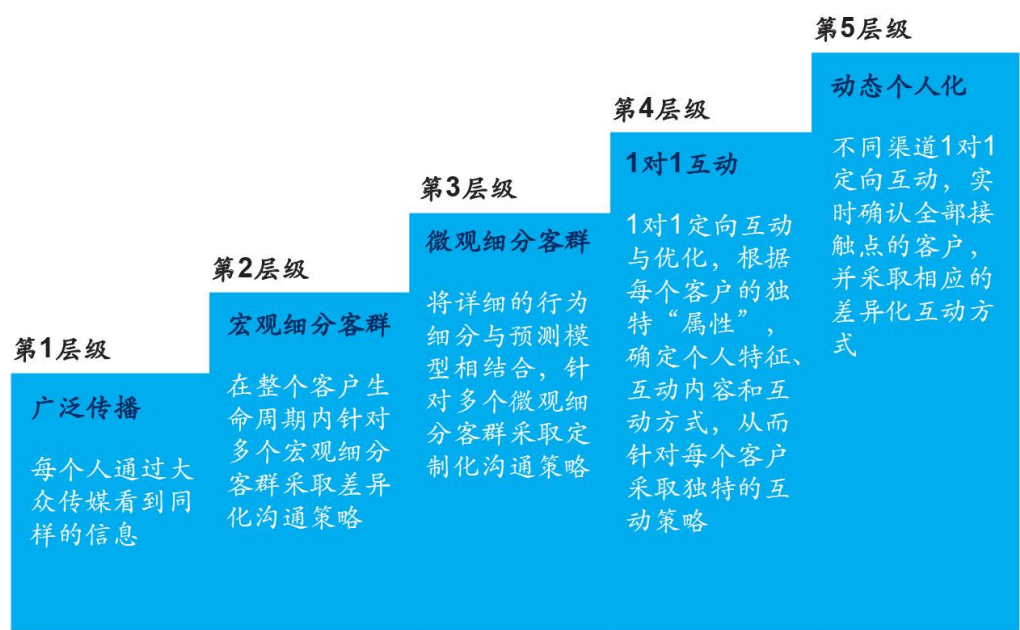 第1层级
广泛传播
每个人通过大
众传媒看到同
样的信息
第2层级
宏观细分客群
在整个客户生
命周期内针对
多个宏观细分
客群采取差异
化沟通策略
第3层级
微观细分客群
将详细的行为
细分与预测模
型相结合，针
对多个微观细
分客群采取定
制化沟通策略
第4层级
1对1互动
1对1定向互动
与优化，根据
每个客户的独
特“属性”，
确定个人特征、
互动内容和互
动方式，从而
针对每个客户
采取独特的互
动策略
第5层级
动态个人化
不同渠道1对1
定向互动，实
时确认全部接
触点的客户，
并采取相应的
差异化互动方
式